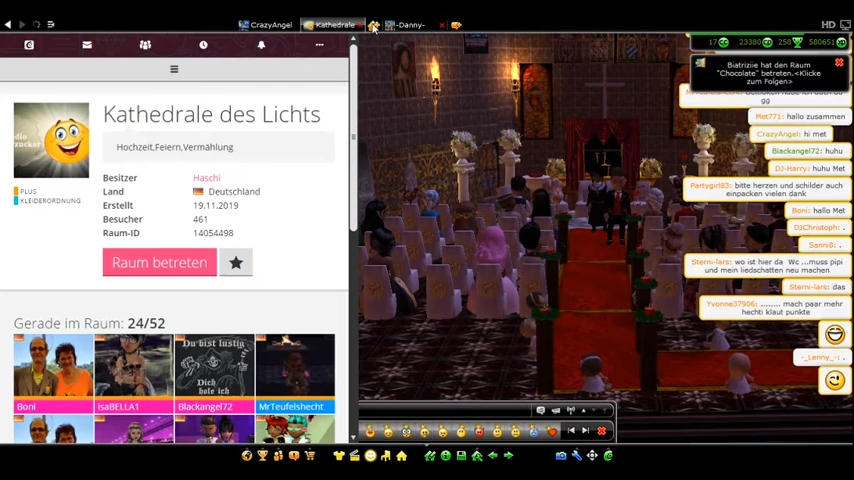 CrazyAngel
Kathedrale
-Danny-
HD
17 CC
23380
258
580651
Biatriziie hat den Raum
"Chocolate" betreten.<Klicke
zum Folgen>
gg
Met771: hallo zusammen
CrazyAngel: hi met
Blackangel72: huhu
DJ-Harry: huhu Met
Partygirl83: bitte herzen und schilder auch
einpacken vielen dank
Boni: hallo Met
DJChristoph: .
Sanni8: .
Sterni-lars: wo ist hier da Wc ...muss pipi
und mein liedschatten neu machen
Sterni-lars: das
Yvonne37906: ........ mach paar mehr
hechti klaut punkte
-_Lenny_-: .
Kathedrale des Lichts
Hochzeit,Feiern,Vermählung
PLUS
KLEIDERORDNUNG
Besitzer Haschi
Land Deutschland
Erstellt 19.11.2019
Besucher 461
Raum-ID 14054498
Raum betreten
Gerade im Raum: 24/52
Du bist lustig
Dich
hole ich
Boni
isaBELLA1
Blackangel72
MrTeufelshecht